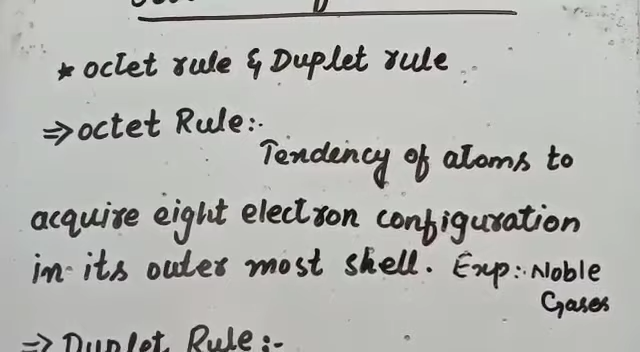 * octet rule & Duplet rule
⇒ octet Rule:-
Tendency of atoms to
acquire eight electron configuration
in its outer most shell. Exp:- Noble
Gases
⇒ Duplet Rule:-